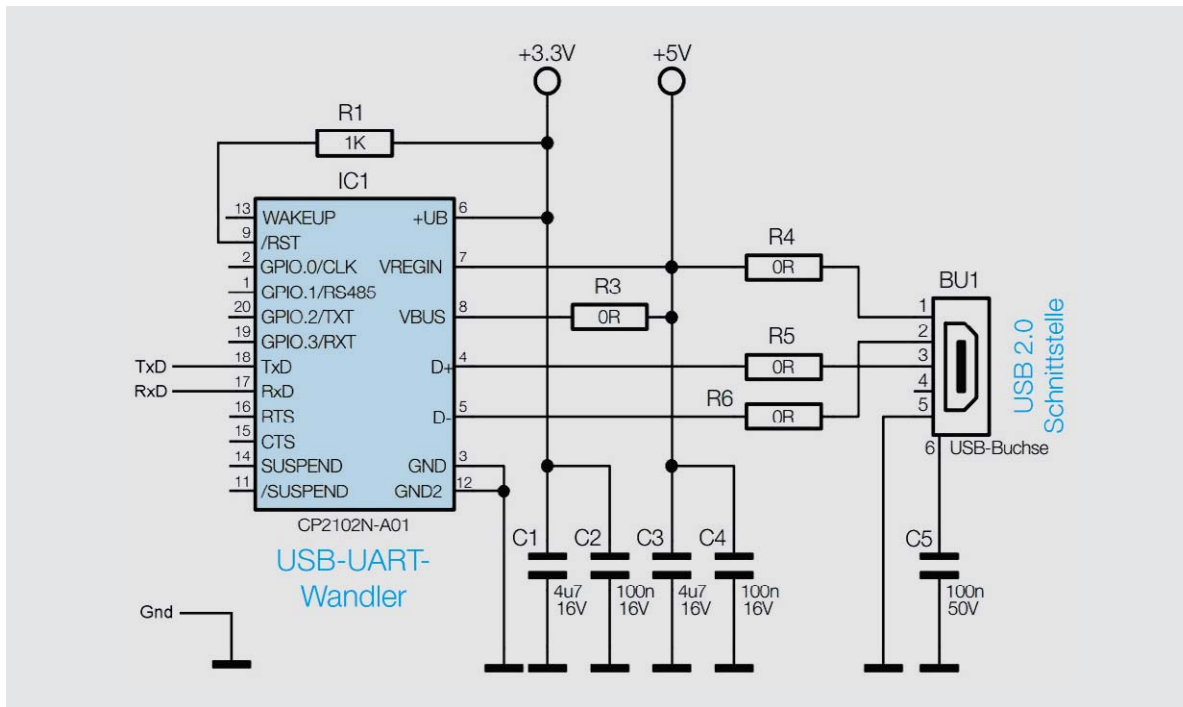 +3.3V
+5V
R1
1K
IC1
13
WAKEUP
+UB
6
9
/RST
2
GPIO.0/CLK
VREGIN
7
1
GPIO.1/RS485
20
GPIO.2/TXT
VBUS
8
19
GPIO.3/RXT
TxD
18
TxD
D+
4
RxD
17
RxD
16
RTS
D-
5
15
CTS
14
SUSPEND
GND
3
11
/SUSPEND
GND2
12
CP2102N-A01
USB-UART-
Wandler
R3
0R
R4
0R
R5
0R
R6
0R
BU1
1
2
3
4
5
6
USB-Buchse
USB 2.0
Schnittstelle
C1
4u7
16V
C2
100n
16V
C3
4u7
16V
C4
100n
16V
C5
100n
50V
Gnd